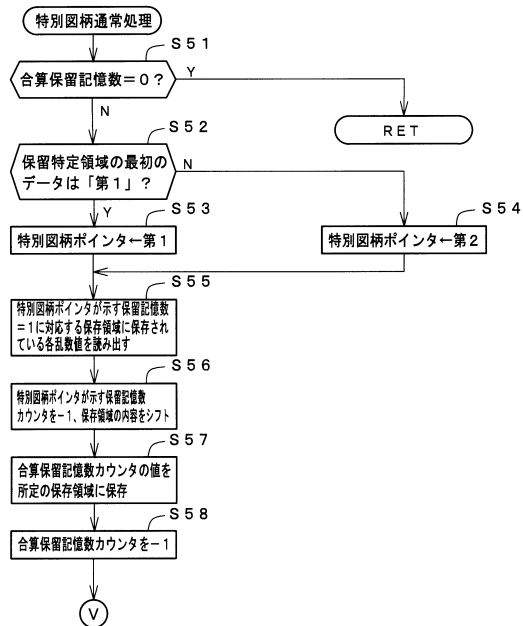 特別図柄通常処理
S51
合算保留記憶数=0?
Y
N
RET
S52
保留特定領域の最初の
データは「第1」?
N
Y
S53
特別図柄ポインタ←第1
S54
特別図柄ポインタ←第2
S55
特別図柄ポインタが示す保留記憶数
=1に対応する保存領域に保存され
ている各乱数値を読み出す
S56
特別図柄ポインタが示す保留記憶数
カウンタを-1、保存領域の内容をシフト
S57
合算保留記憶数カウンタの値を
所定の保存領域に保存
S58
合算保留記憶数カウンタを-1
V